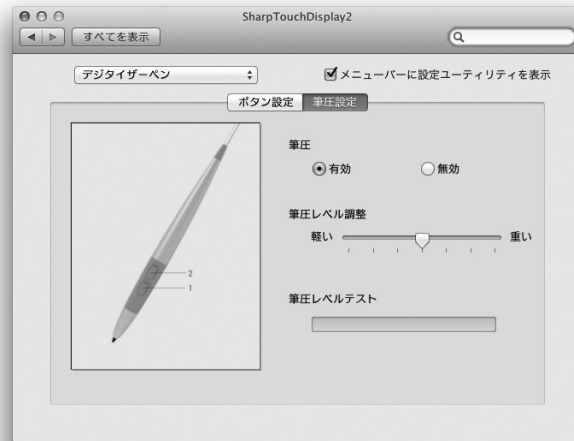 SharpTouchDisplay2
すべてを表示
デジタイザーペン
メニューバーに設定ユーティリティを表示
ボタン設定 筆圧設定
筆圧
有効 無効
筆圧レベル調整
軽い 重い
2
1
筆圧レベルテスト